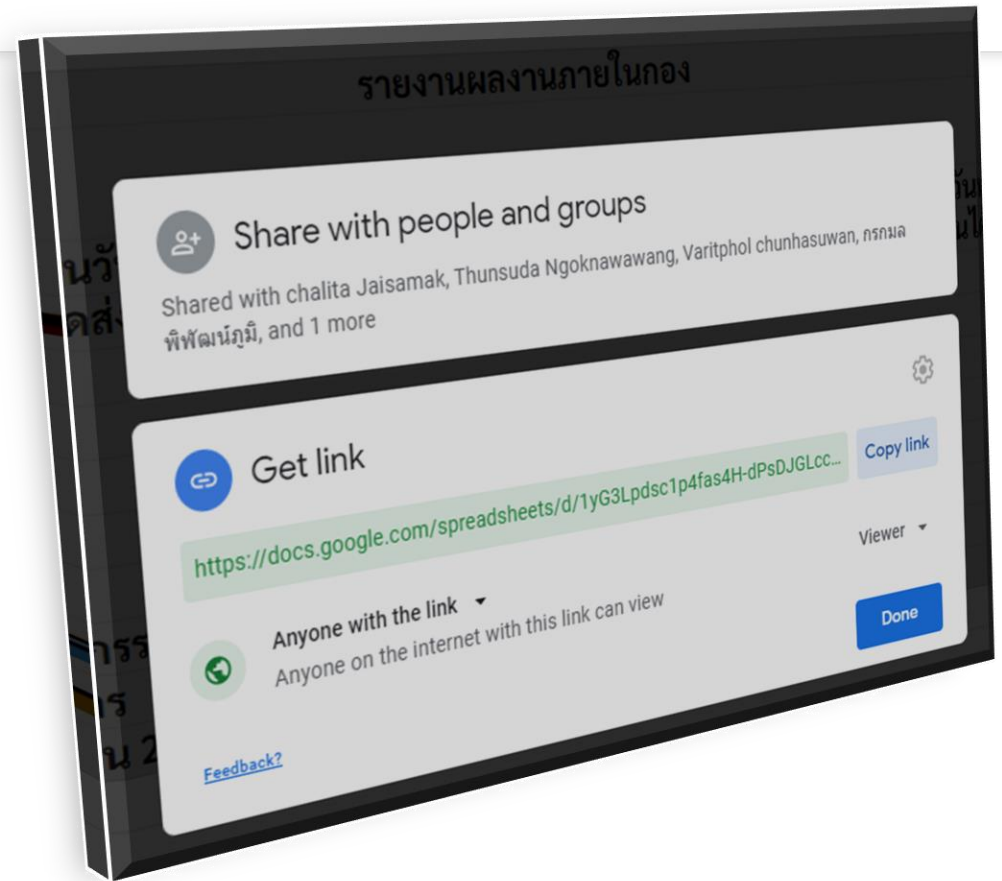 รายงานผลงานภายในกอง
Share with people and groups
Shared with chalita Jaisamak, Thunsuda Ngoknawawang, Varitphol chunhasuwan, กรกมล
พิพัฒน์ภูมิ, and 1 more
Get link
https://docs.google.com/spreadsheets/d/1yG3Lpdsc1p4fas4H-dPsDJGLcc...
Copy link
Anyone with the link
Viewer
Anyone on the internet with this link can view
Done
Feedback?